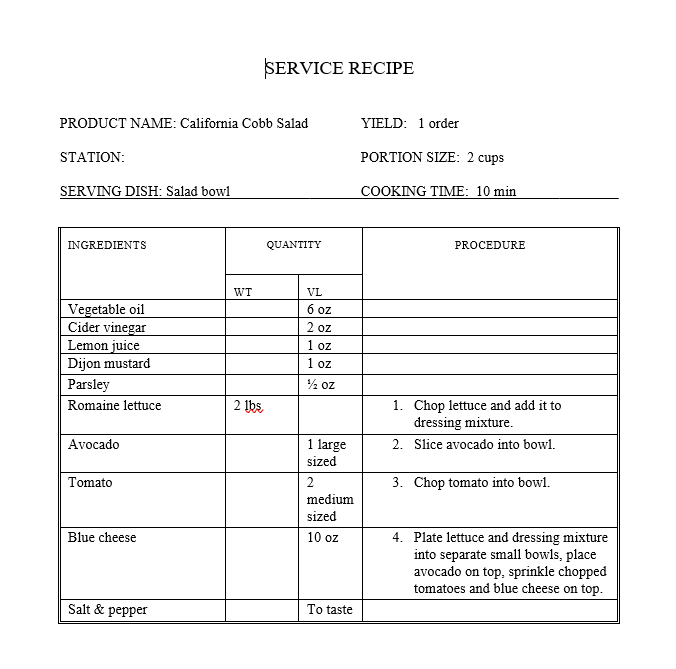 SERVICE RECIPE
PRODUCT NAME: California Cobb Salad YIELD: 1 order
STATION: PORTION SIZE: 2 cups
SERVING DISH: Salad bowl COOKING TIME: 10 min
INGREDIENTS QUANTITY PROCEDURE
WT VL
Vegetable oil 6 oz
Cider vinegar 2 oz
Lemon juice 1 oz
Dijon mustard 1 oz
Parsley ½ oz
Romaine lettuce 2 lbs. 1. Chop lettuce and add it to
dressing mixture.
Avocado 1 large 2. Slice avocado into bowl.
sized
Tomato 2 3. Chop tomato into bowl.
medium
sized
Blue cheese 10 oz 4. Plate lettuce and dressing mixture
into separate small bowls, place
avocado on top, sprinkle chopped
tomatoes and blue cheese on top.
Salt & pepper To taste